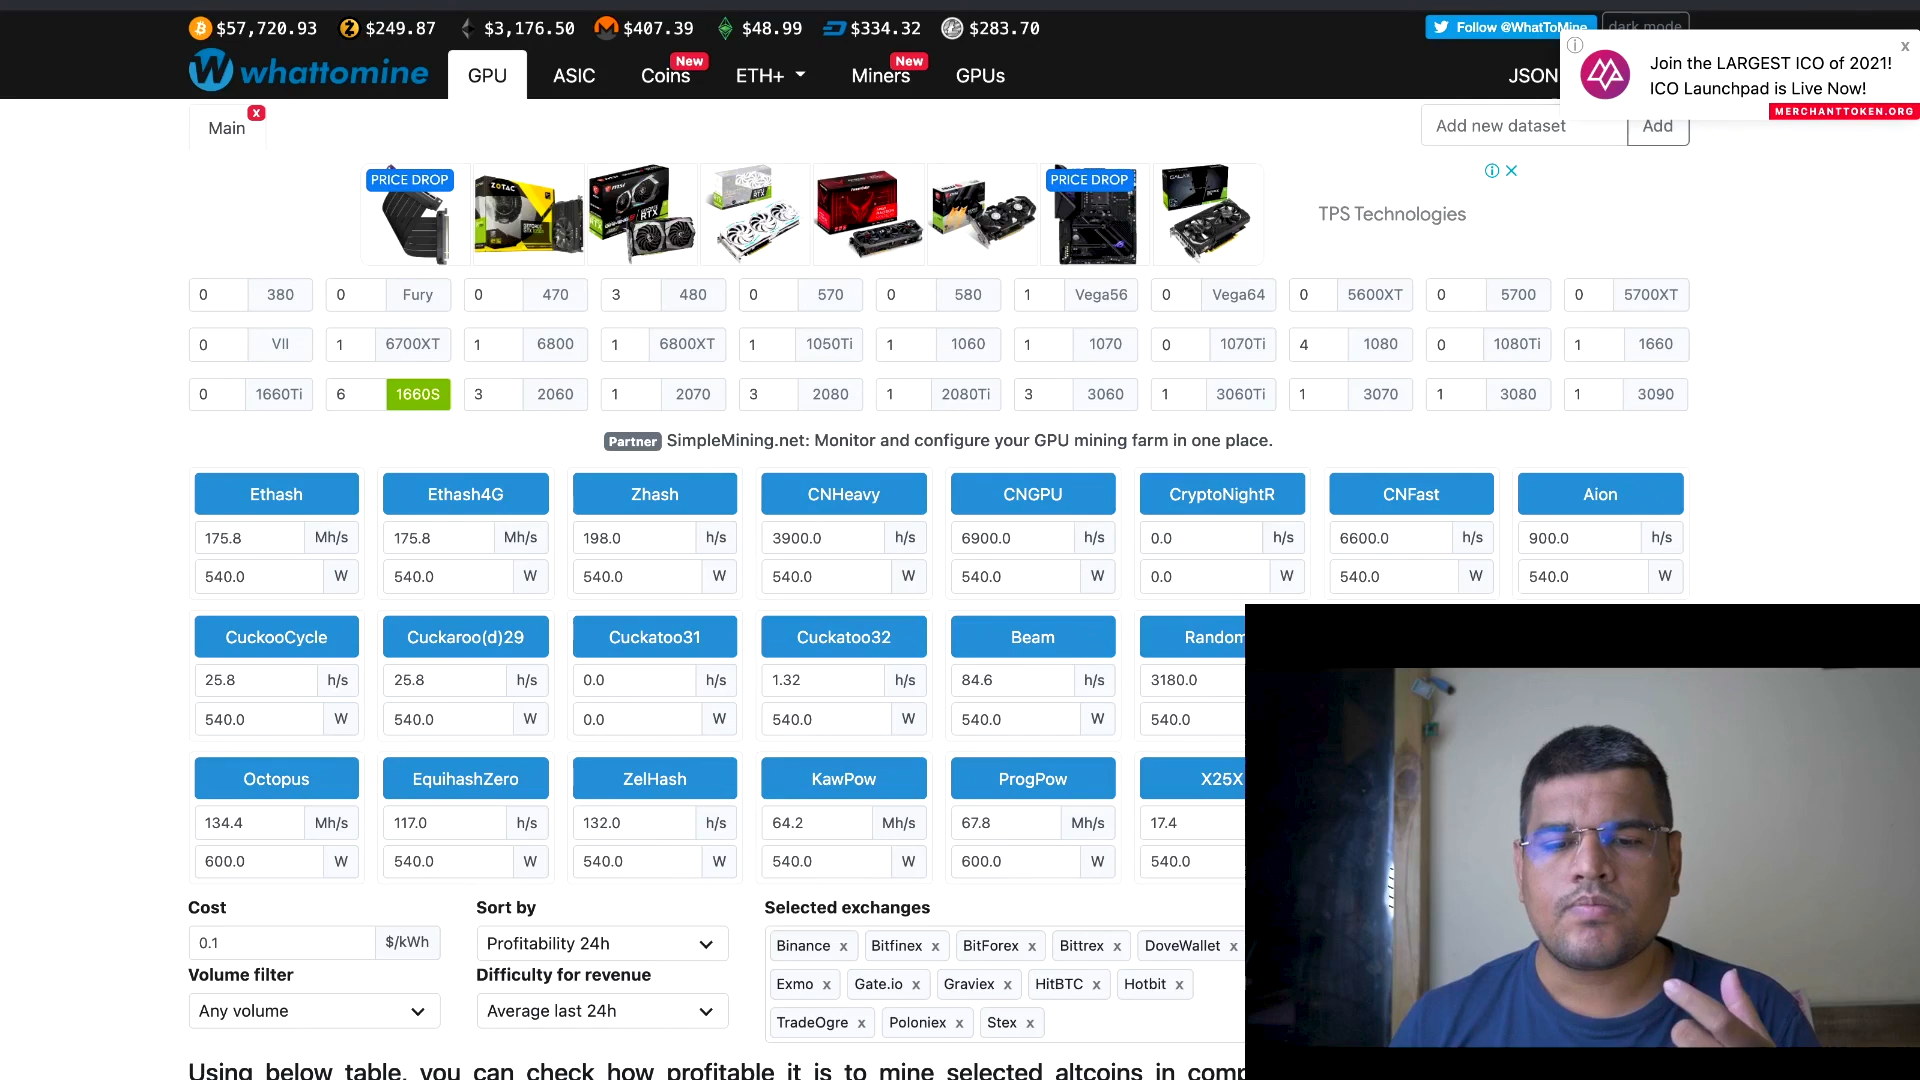 $57,720.93 $249.87 $3,176.50 $407.39 $48.99 $334.32 $283.70 Follow @WhatToMine dark mode
whattomine GPU ASIC Coins New ETH+ Miners New GPUs JSON
Join the LARGEST ICO of 2021!
ICO Launchpad is Live Now!
MERCHANTTOKEN.ORG
Main x Add new dataset Add
PRICE DROP PRICE DROP
TPS Technologies
0 380 0 Fury 0 470 3 480 0 570 0 580 1 Vega56 0 Vega64 0 5600XT 0 5700 0 5700XT
0 VII 1 6700XT 1 6800 1 6800XT 1 1050Ti 1 1060 1 1070 0 1070Ti 4 1080 0 1080Ti 1 1660
0 1660Ti 6 1660S 3 2060 1 2070 3 2080 1 2080Ti 3 3060 1 3060Ti 1 3070 1 3080 1 3090
Partner SimpleMining.net: Monitor and configure your GPU mining farm in one place.
Ethash Ethash4G Zhash CNHeavy CNGPU CryptoNightR CNFast Aion
175.8 Mh/s 175.8 Mh/s 198.0 h/s 3900.0 h/s 6900.0 h/s 0.0 h/s 6600.0 h/s 900.0 h/s
540.0 W 540.0 W 540.0 W 540.0 W 540.0 W 0.0 W 540.0 W 540.0 W
CuckooCycle Cuckaroo(d)29 Cuckatoo31 Cuckatoo32 Beam Random
25.8 h/s 25.8 h/s 0.0 h/s 1.32 h/s 84.6 h/s 3180.0
540.0 W 540.0 W 0.0 W 540.0 W 540.0 W 540.0
Octopus EquihashZero ZelHash KawPow ProgPow X25X
134.4 Mh/s 117.0 h/s 132.0 h/s 64.2 Mh/s 67.8 Mh/s 17.4
600.0 W 540.0 W 540.0 W 540.0 W 600.0 W 540.0
Cost Sort by Selected exchanges
0.1 $/kWh Profitability 24h Binance x Bitfinex x BitForex x Bittrex x DoveWallet x
Volume filter Difficulty for revenue Exmo x Gate.io x Graviex x HitBTC x Hotbit x
Any volume Average last 24h TradeOgre x Poloniex x Stex x
Using below table, you can check how profitable it is to mine selected altcoins in comp